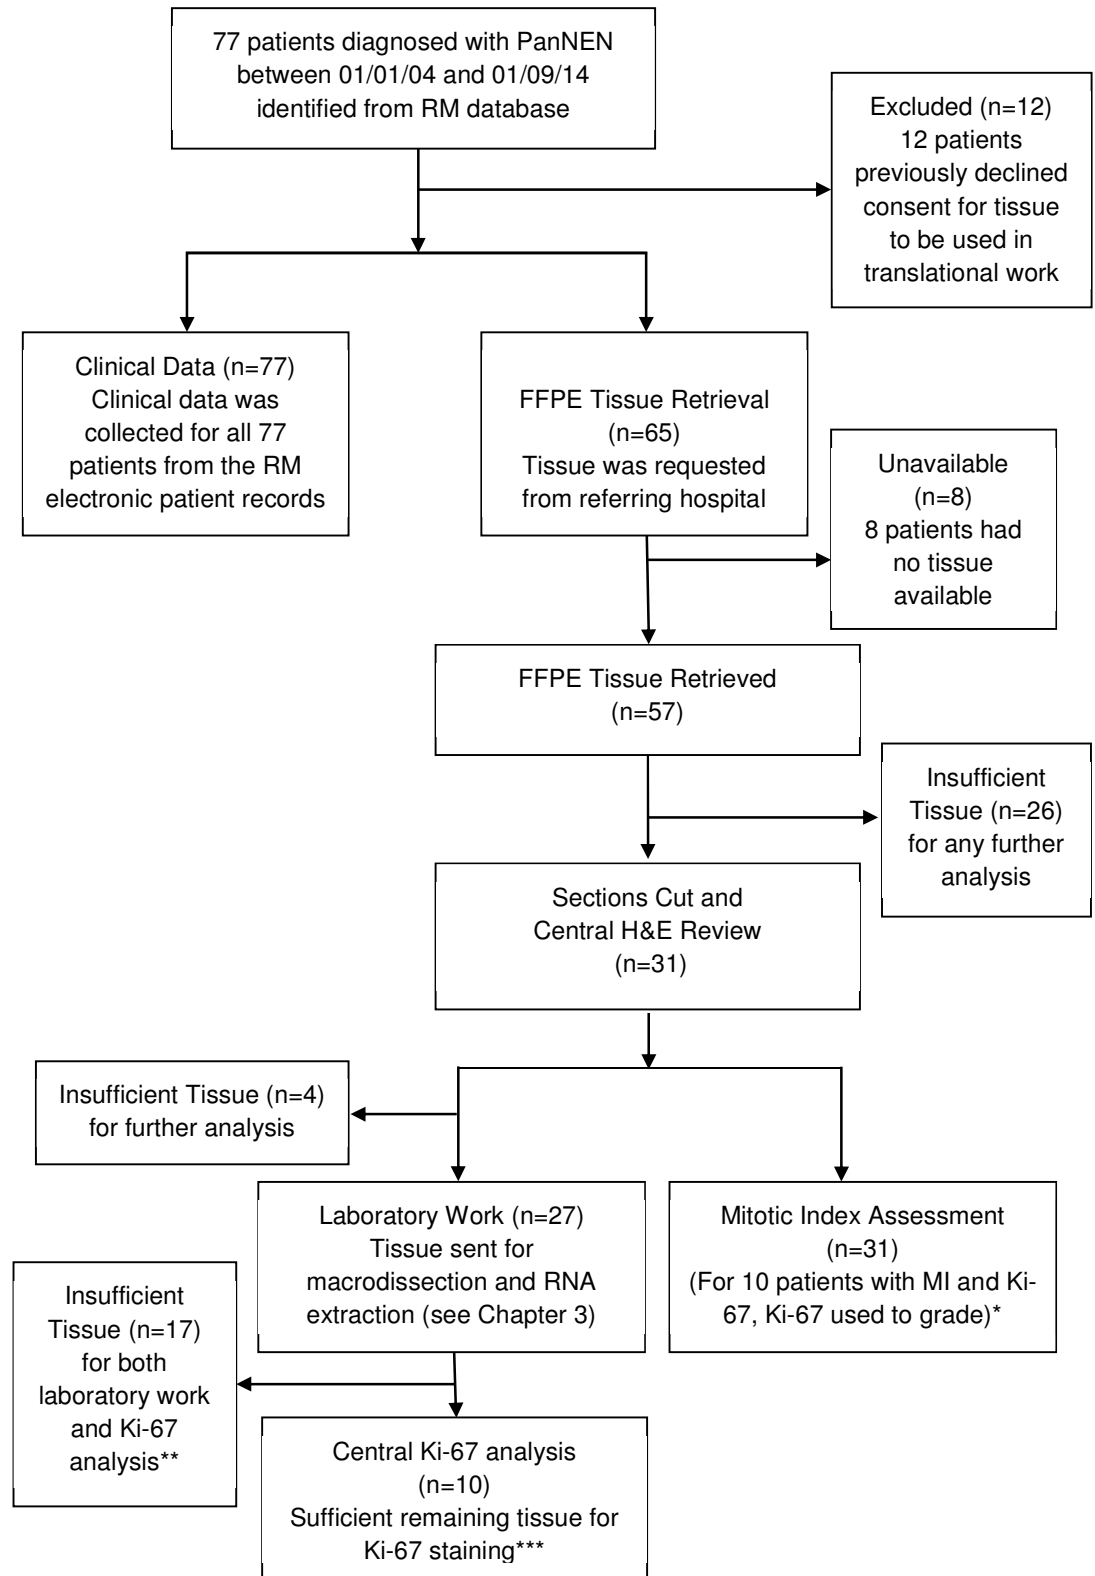 77 patients diagnosed with PanNEN
between 01/01/04 and 01/09/14
identified from RM database
Excluded (n=12)
12 patients
previously declined
consent for tissue
to be used in
translational work
Clinical Data (n=77)
Clinical data was
collected for all 77
patients from the RM
electronic patient records
FFPE Tissue Retrieval
(n=65)
Tissue was requested
from referring hospital
Unavailable
(n=8)
8 patients had
no tissue
available
FFPE Tissue Retrieved
(n=57)
Insufficient
Tissue (n=26)
for any further
analysis
Sections Cut and
Central H&E Review
(n=31)
Insufficient Tissue (n=4)
for further analysis
Laboratory Work (n=27)
Tissue sent for
macrodissection and RNA
extraction (see Chapter 3)
Mitotic Index Assessment
(n=31)
(For 10 patients with MI and Ki-
67, Ki-67 used to grade)*
Insufficient
Tissue (n=17)
for both
laboratory work
and Ki-67
analysis**
Central Ki-67 analysis
(n=10)
Sufficient remaining tissue for
Ki-67 staining***